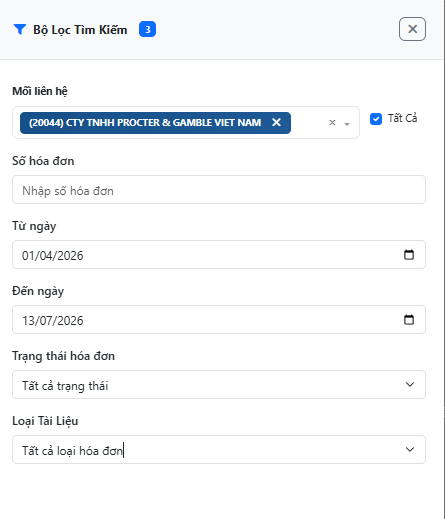 Bộ Lọc Tìm Kiếm 3
Mối liên hệ
(20044) CTY TNHH PROCTER & GAMBLE VIET NAM
Tất Cả
Số hóa đơn
Nhập số hóa đơn
Từ ngày
01/04/2026
Đến ngày
13/07/2026
Trạng thái hóa đơn
Tất cả trạng thái
Loại Tài Liệu
Tất cả loại hóa đơn